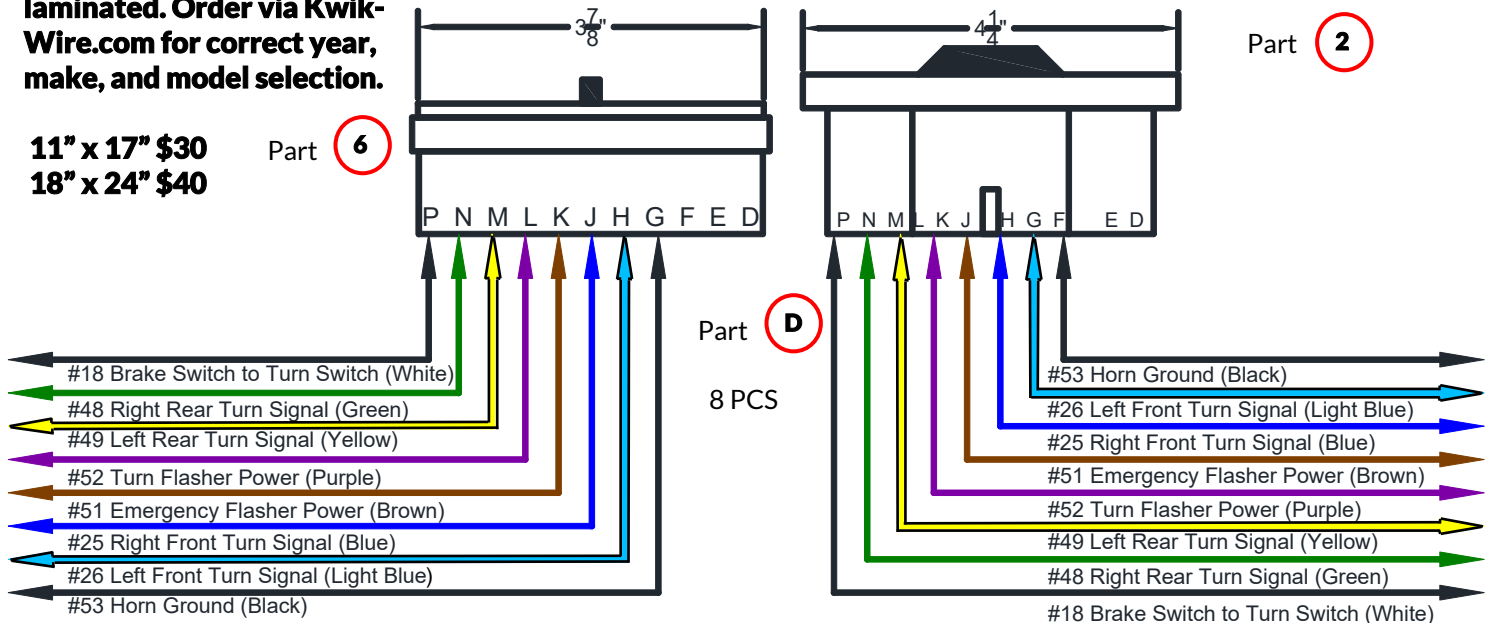 laminated. Order via Kwik-
Wire.com for correct year,
make, and model selection.
11” x 17” $30
18” x 24” $40
Part 6
3 7/8"
4 1/4"
Part 2
P N M L K J H G F E D
P N M L K J H G F E D
Part D
8 PCS
#18 Brake Switch to Turn Switch (White)
#48 Right Rear Turn Signal (Green)
#49 Left Rear Turn Signal (Yellow)
#52 Turn Flasher Power (Purple)
#51 Emergency Flasher Power (Brown)
#25 Right Front Turn Signal (Blue)
#26 Left Front Turn Signal (Light Blue)
#53 Horn Ground (Black)
#53 Horn Ground (Black)
#26 Left Front Turn Signal (Light Blue)
#25 Right Front Turn Signal (Blue)
#51 Emergency Flasher Power (Brown)
#52 Turn Flasher Power (Purple)
#49 Left Rear Turn Signal (Yellow)
#48 Right Rear Turn Signal (Green)
#18 Brake Switch to Turn Switch (White)